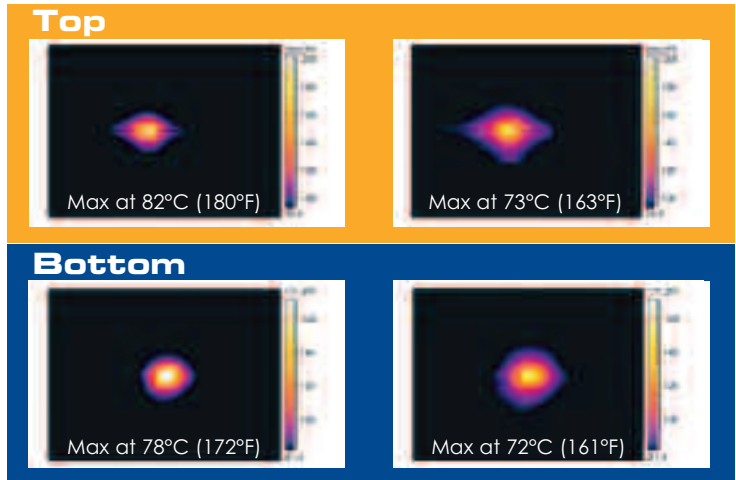 Top
Max at 82°C (180°F)
Max at 73°C (163°F)
Bottom
Max at 78°C (172°F)
Max at 72°C (161°F)